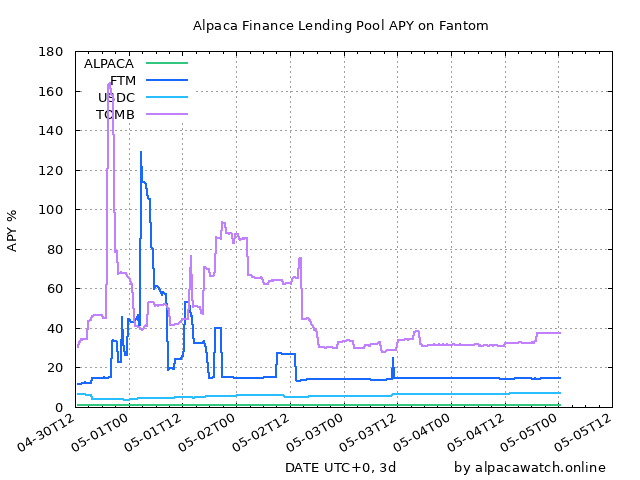 Alpaca Finance Lending Pool APY on Fantom
180
160
140
120
100
80
60
40
20
0
APY %
ALPACA
FTM
USDC
TOMB
04-30T12
05-01T00
05-01T12
05-02T00
05-02T12
05-03T00
05-03T12
05-04T00
05-04T12
05-05T00
05-05T12
DATE UTC+0, 3d
by alpacawatch.online